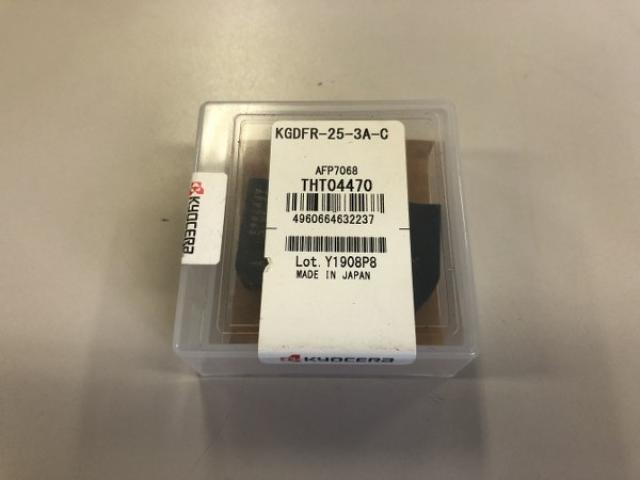 KGDFR-25-3A-C
AFP7068
THT04470
4960664632237
Lot. Y1908P8
MADE IN JAPAN
KYOCERA
KYOCERA